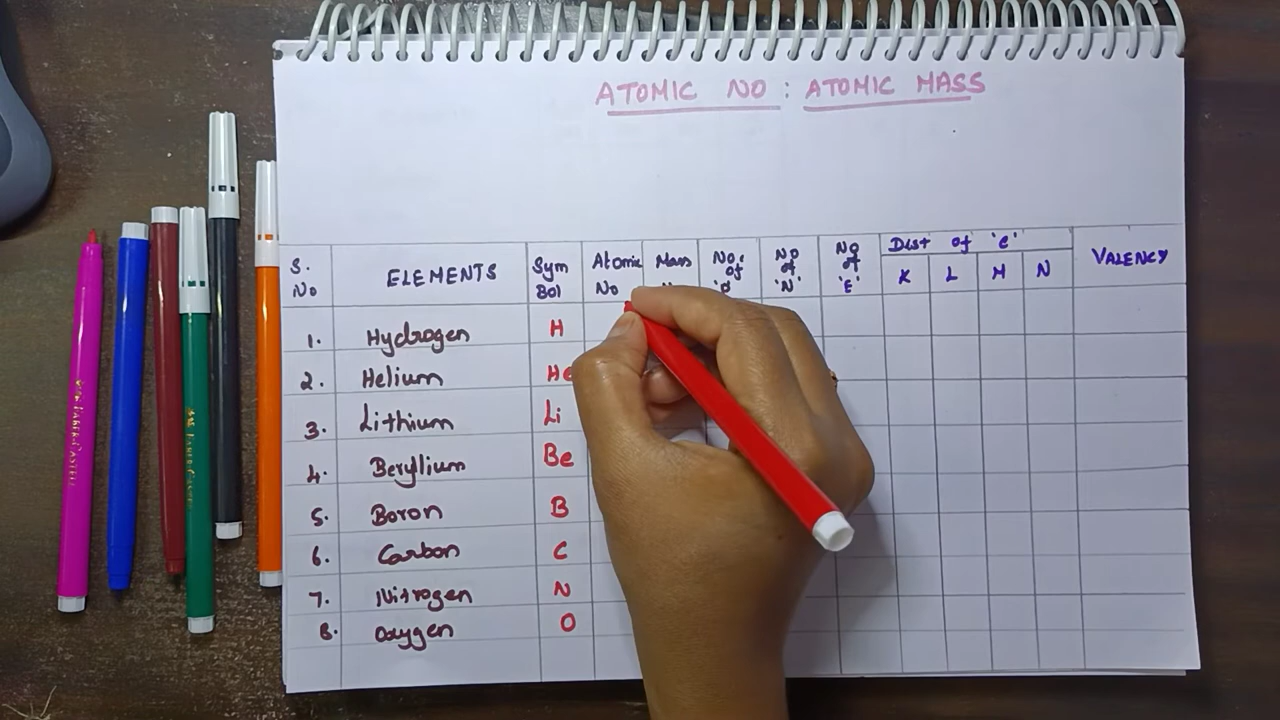 ATOMIC NO : ATOMIC MASS
S. No ELEMENTS Sym Bol Atomic No Mass No. of 'P' No of 'N' No of 'E' Dist of 'e' K L M N VALENCY
1. Hydrogen H
2. Helium He
3. Lithium Li
4. Beryllium Be
5. Boron B
6. Carbon C
7. Nitrogen N
8. Oxygen O
FABER-CASTELL